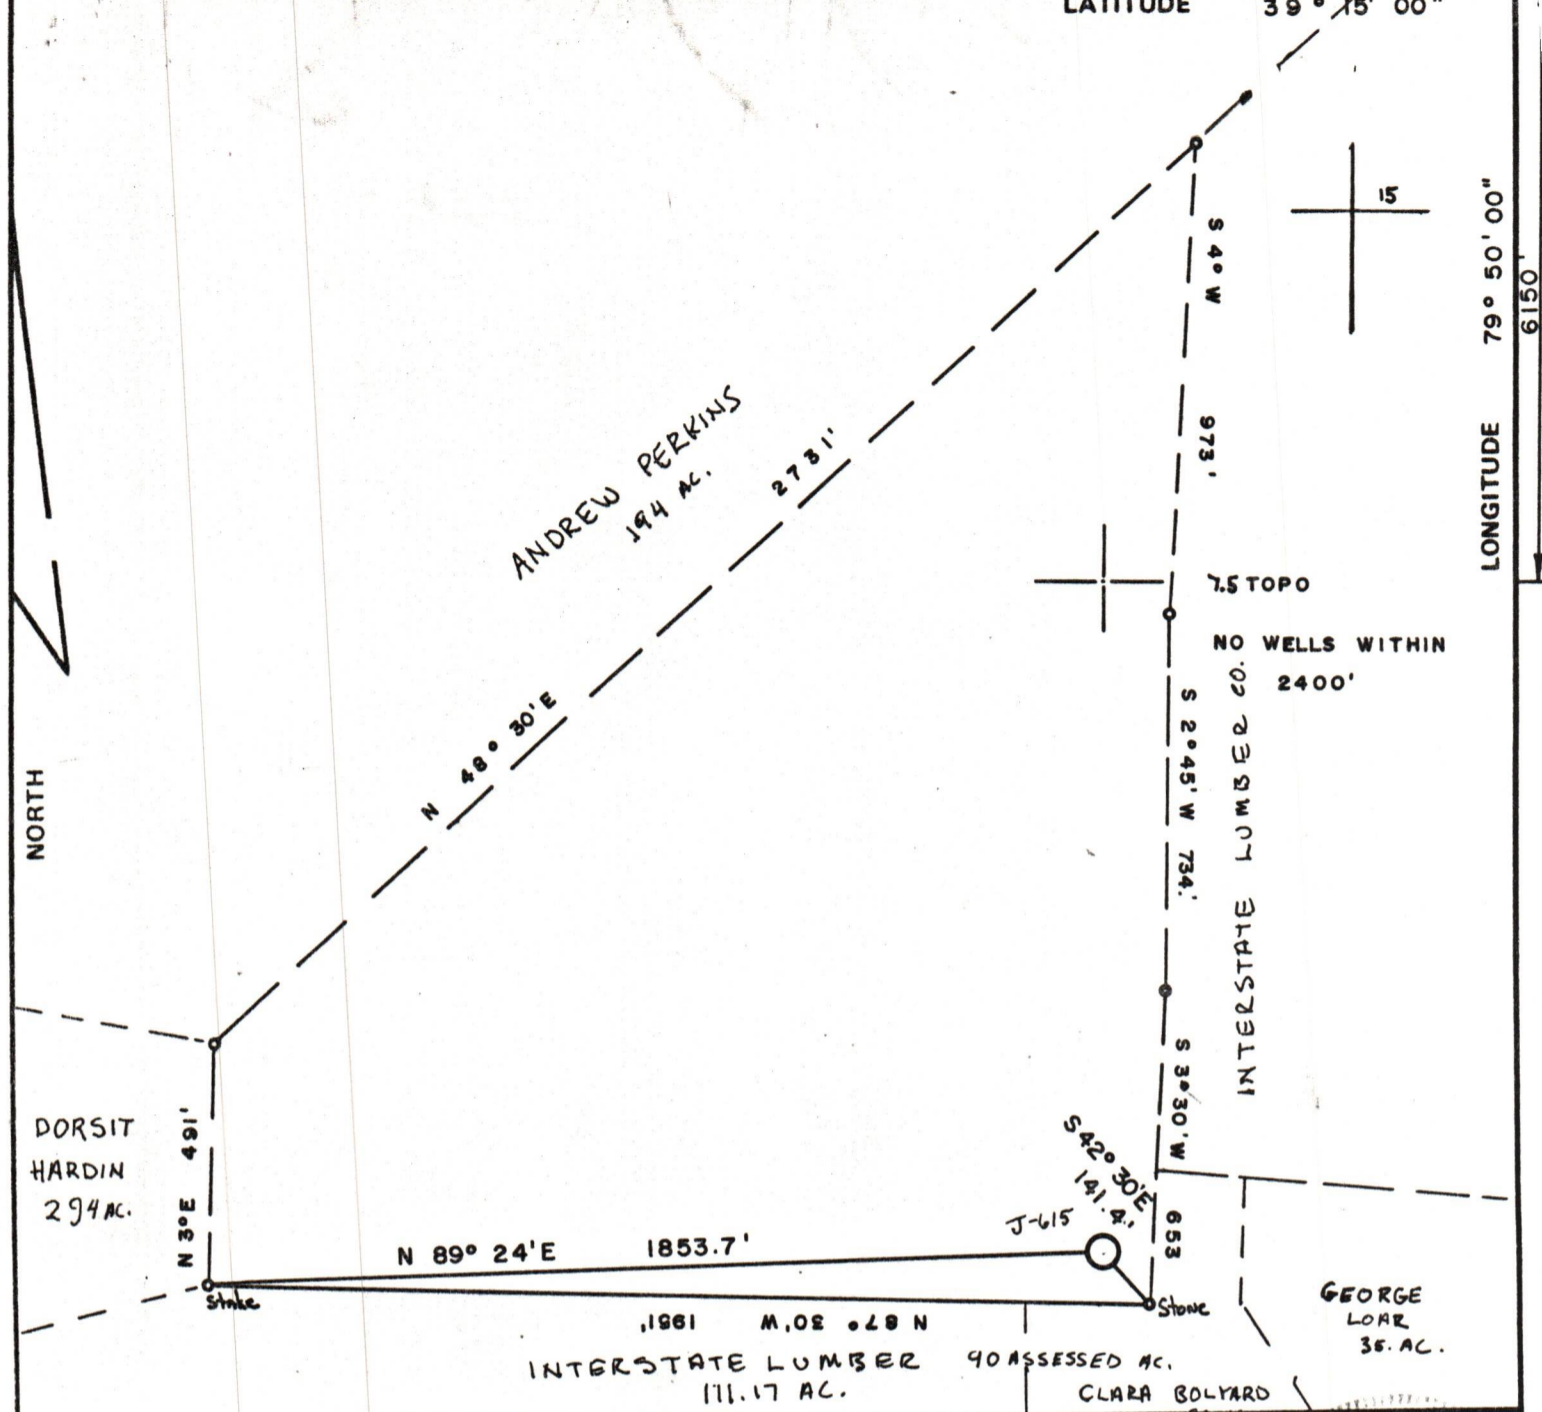 LATITUDE 39° 15' 00"
15
LONGITUDE 79° 50' 00"
6150'
S 4° W
973'
ANDREW PERKINS
194 AC.
2731'
N 48° 30' E
7.5 TOPO
NO WELLS WITHIN
2400'
S 2° 45' W 734.'
INTERSTATE LUMBER CO.
NORTH
S 3° 30' W
653
DORSIT
HARDIN
294 AC.
N 3° E 491'
S 42° 30' E
J-615
N 89° 24' E 1853.7'
Stake
Stone
N 87° 30' W 1951'
INTERSTATE LUMBER
111.17 AC.
90 ASSESSED AC.
CLARA BOLYARD
GEORGE
LOAR
35. AC.